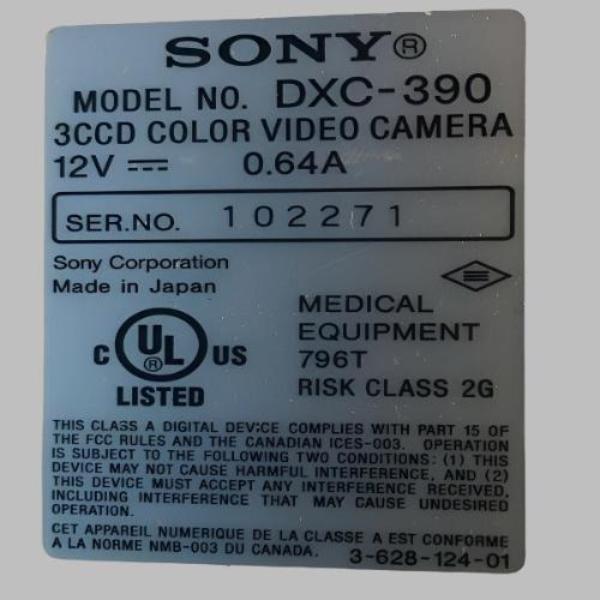 SONY®
MODEL NO. DXC-390
3CCD COLOR VIDEO CAMERA
12V 0.64A
SER.NO. 102271
Sony Corporation
Made in Japan
MEDICAL
EQUIPMENT
796T
RISK CLASS 2G
C UL® US
LISTED
THIS CLASS A DIGITAL DEVICE COMPLIES WITH PART 15 OF
THE FCC RULES AND THE CANADIAN ICES-003. OPERATION
IS SUBJECT TO THE FOLLOWING TWO CONDITIONS: (1) THIS
DEVICE MAY NOT CAUSE HARMFUL INTERFERENCE, AND (2)
THIS DEVICE MUST ACCEPT ANY INTERFERENCE RECEIVED,
INCLUDING INTERFERENCE THAT MAY CAUSE UNDESIRED
OPERATION.
CET APPAREIL NUMERIQUE DE LA CLASSE A EST CONFORME
A LA NORME NMB-003 DU CANADA.
3-628-124-01